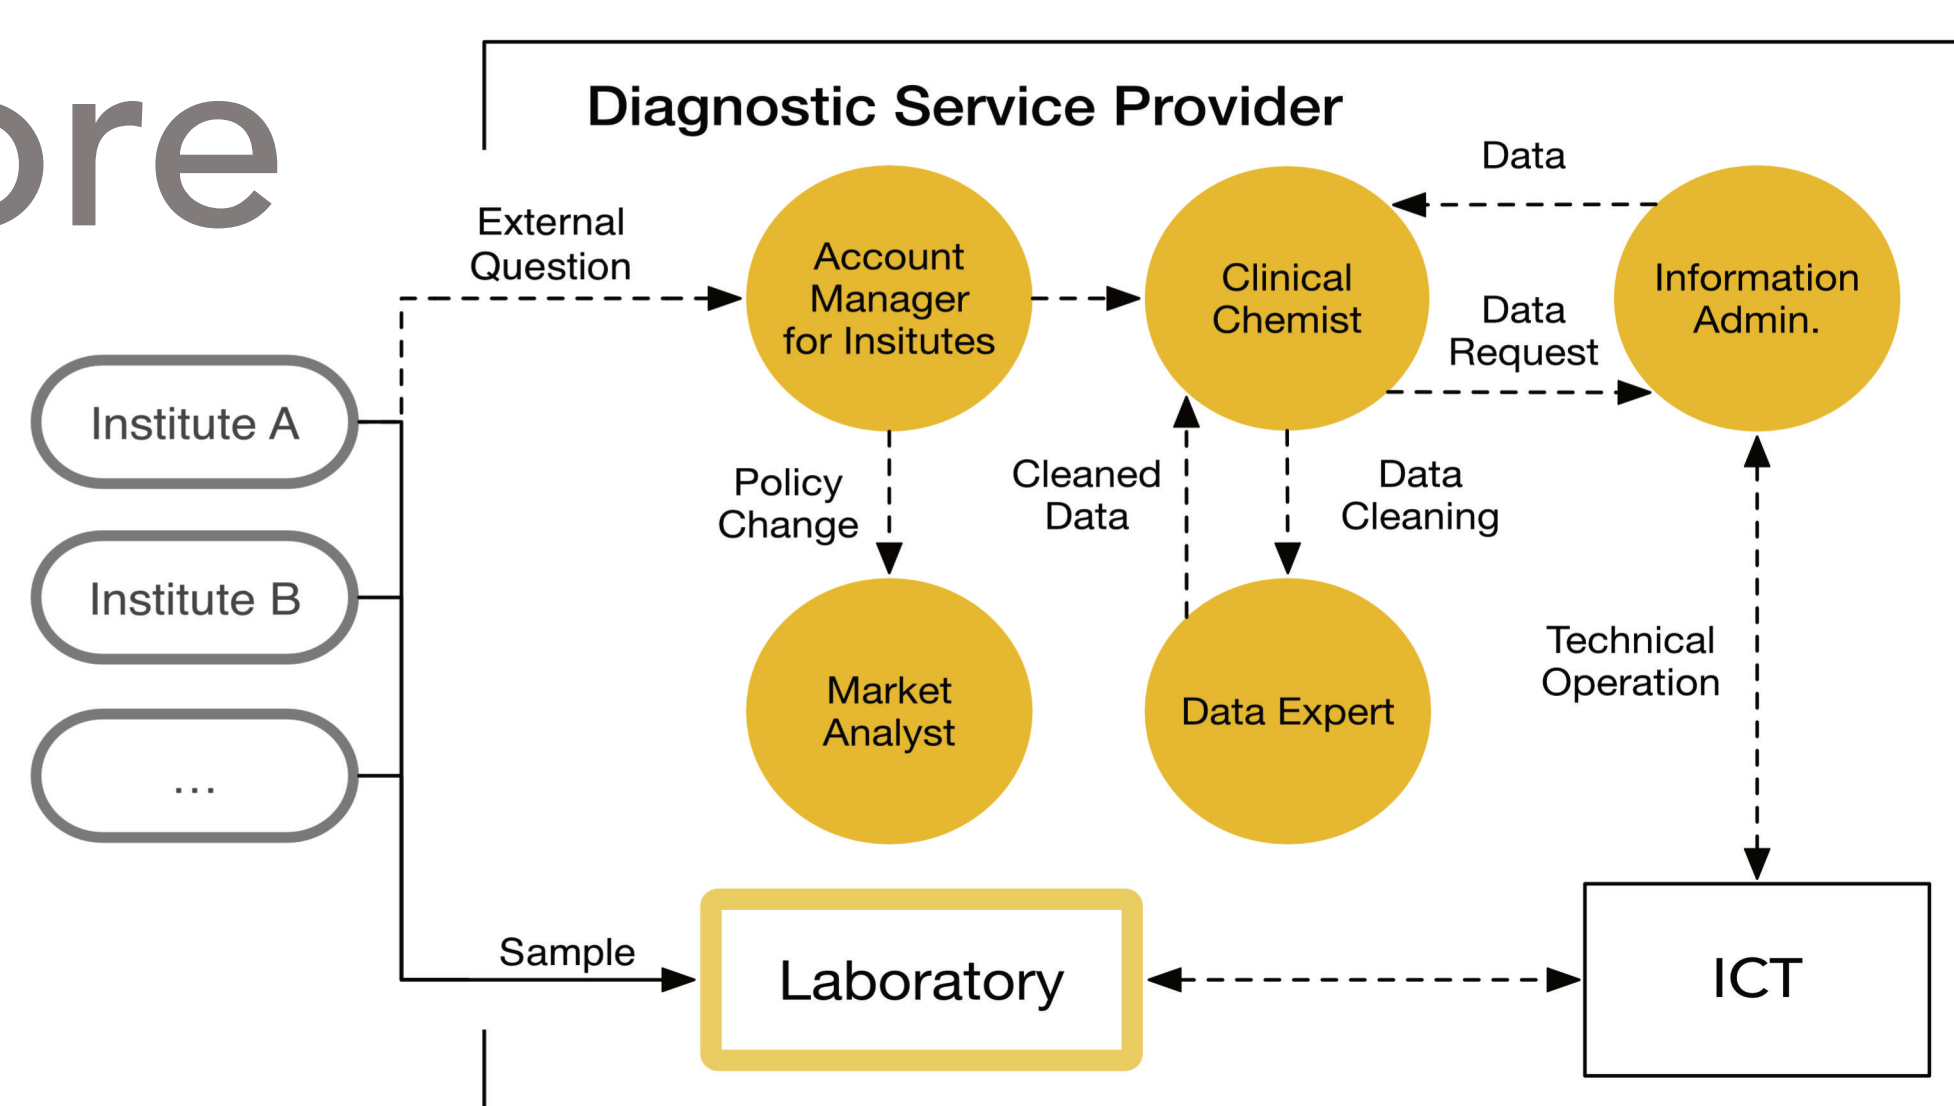 ore
Diagnostic Service Provider
Data
External
Question
Account
Manager
for Insitutes
Clinical
Chemist
Information
Admin.
Data
Request
Institute A
Policy
Change
Cleaned
Data
Data
Cleaning
Institute B
Technical
Operation
Market
Analyst
Data Expert
...
Sample
Laboratory
ICT